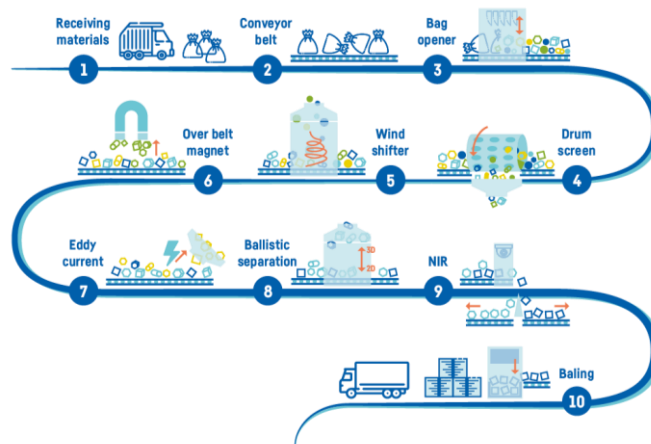 Receiving
materials
1
Conveyor
belt
2
Bag
opener
3
Drum
screen
4
Wind
shifter
5
Over belt
magnet
6
Eddy
current
7
Ballistic
separation
8
3D
2D
NIR
9
Baling
10